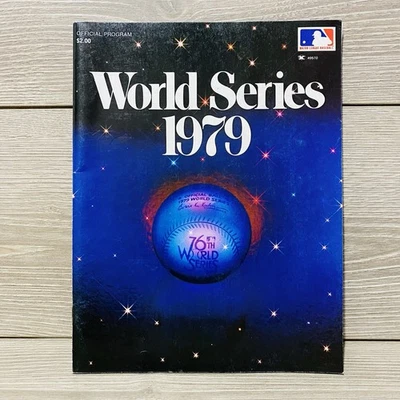 OFFICIAL PROGRAM
$2.00
World Series
1979
76TH
WORLD
SERIES